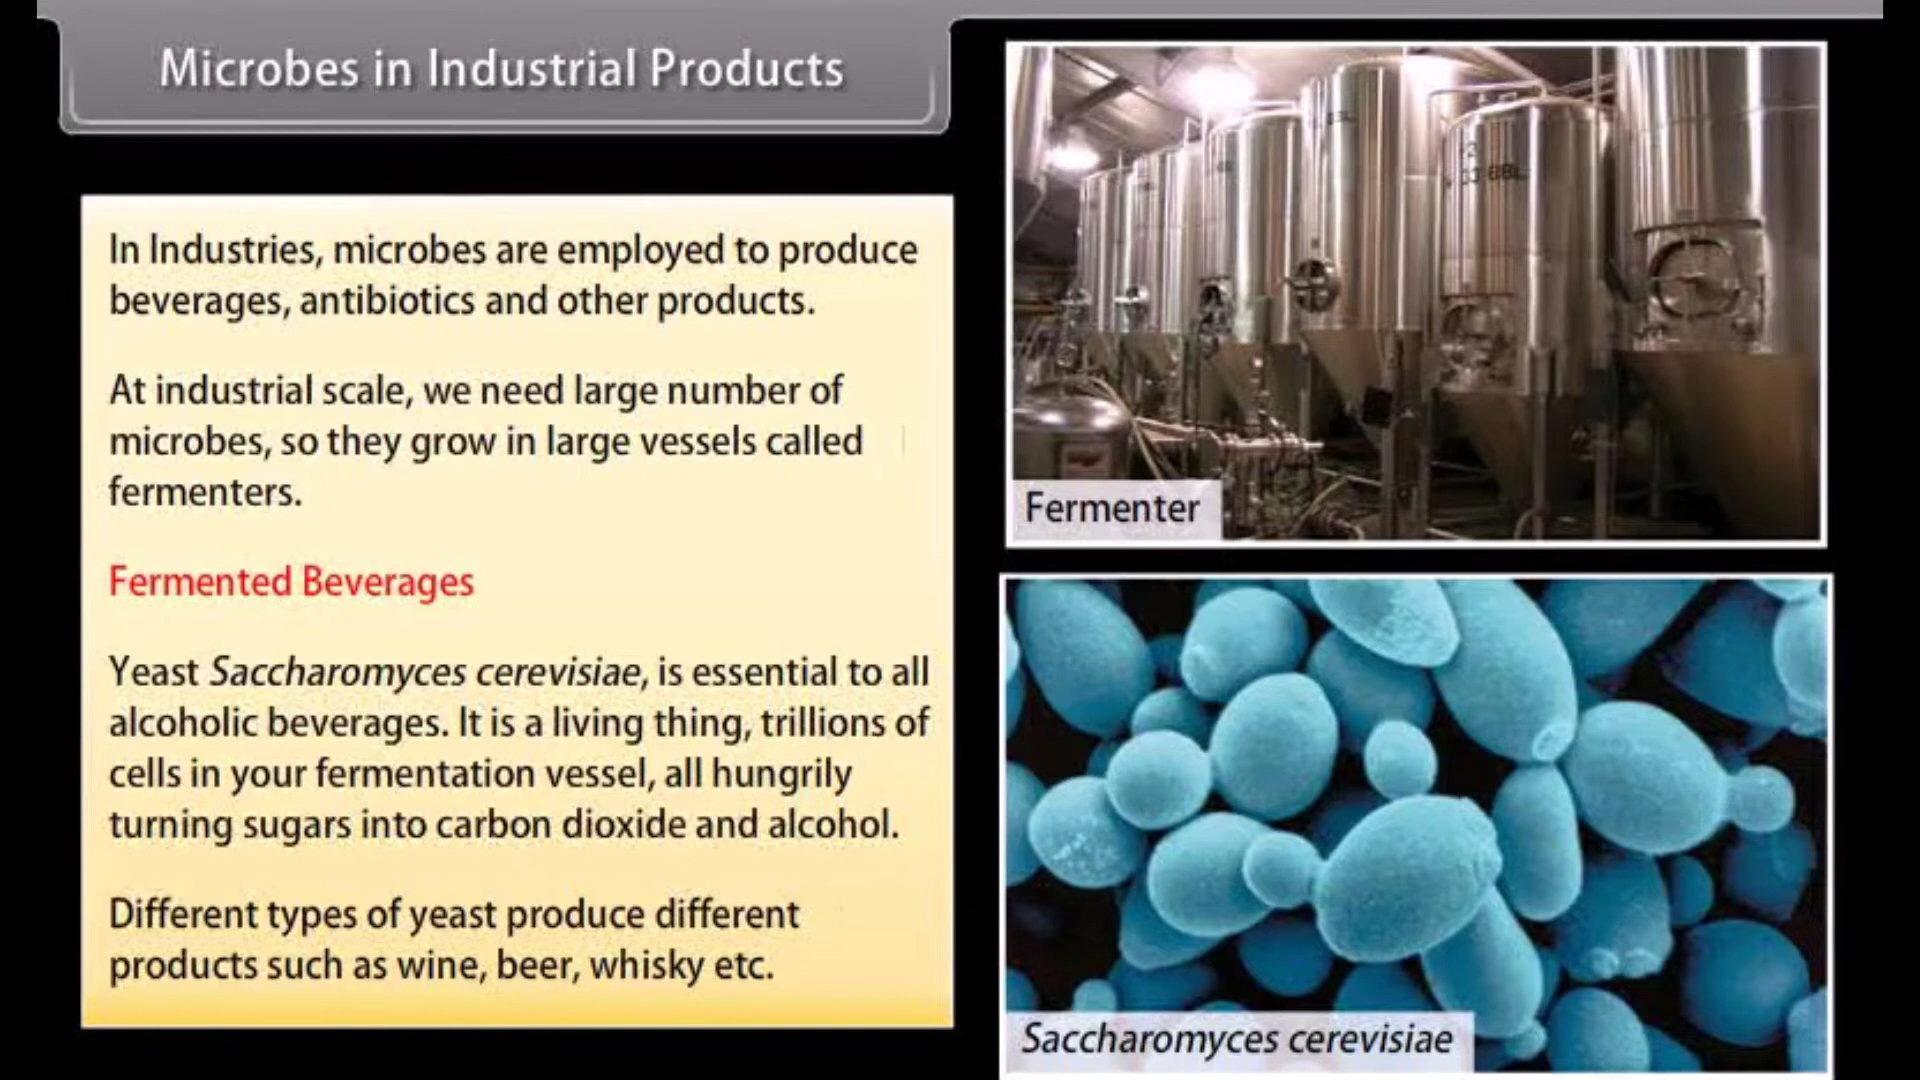 Microbes in Industrial Products
In Industries, microbes are employed to produce
beverages, antibiotics and other products.
At industrial scale, we need large number of
microbes, so they grow in large vessels called
fermenters.
Fermented Beverages
Yeast Saccharomyces cerevisiae, is essential to all
alcoholic beverages. It is a living thing, trillions of
cells in your fermentation vessel, all hungrily
turning sugars into carbon dioxide and alcohol.
Different types of yeast produce different
products such as wine, beer, whisky etc.
Fermenter
Saccharomyces cerevisiae